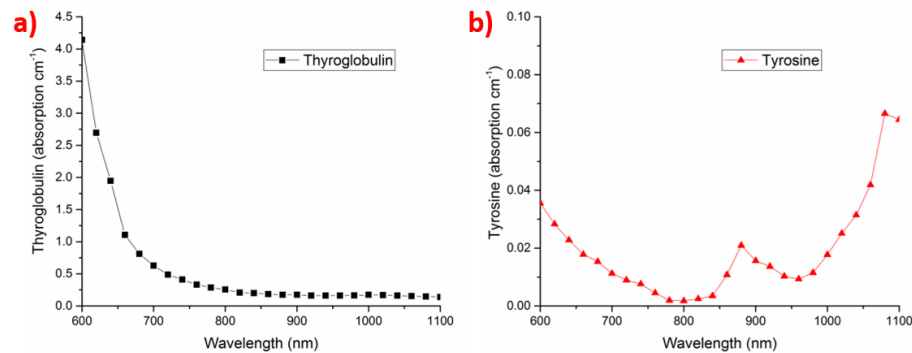 a)
Thyroglobulin (absorption cm⁻¹)
4.5
4.0
3.5
3.0
2.5
2.0
1.5
1.0
0.5
0.0
Thyroglobulin
600 700 800 900 1000 1100
Wavelength (nm)
b)
Tyrosine (absorption cm⁻¹)
0.10
0.08
0.06
0.04
0.02
0.00
Tyrosine
600 700 800 900 1000 1100
Wavelength (nm)